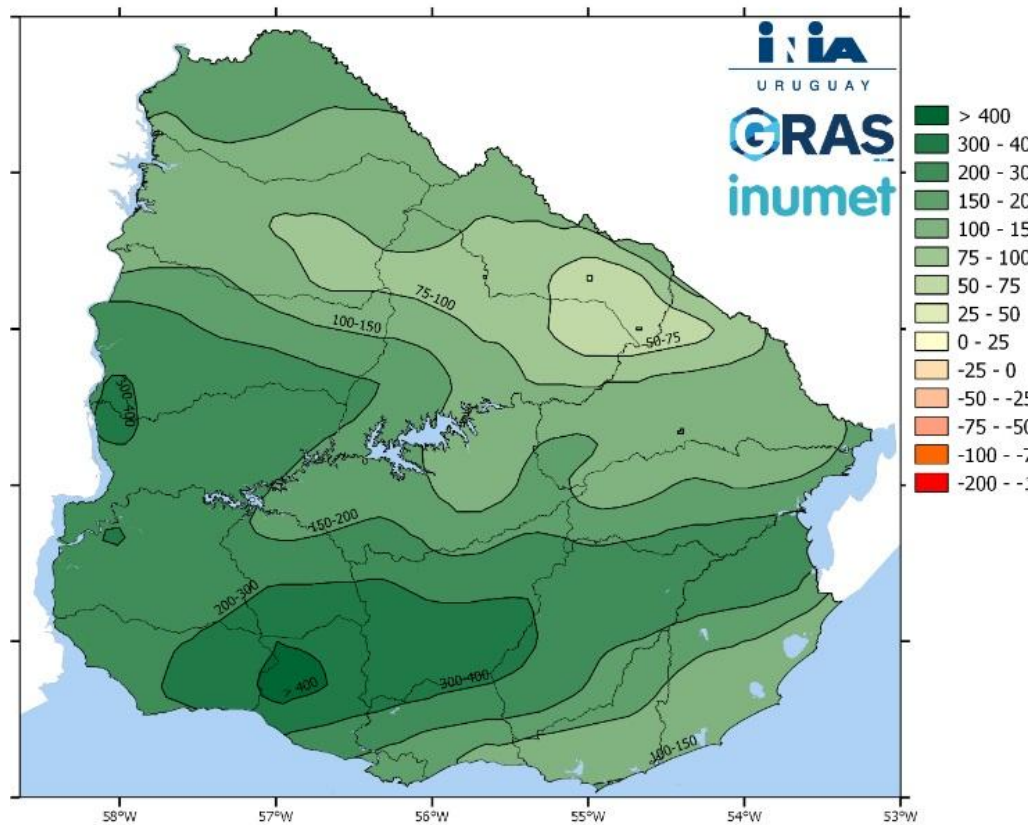 INIA
URUGUAY
GRAS
inumet
> 400
300 - 40
200 - 30
150 - 20
100 - 15
75 - 100
50 - 75
25 - 50
0 - 25
-25 - 0
-50 - -25
-75 - -50
-100 - -7
-200 - -1
75-100
100-150
50-75
300-400
150-200
200-300
> 400
300-400
100-150
58°W
57°W
56°W
55°W
54°W
53°W